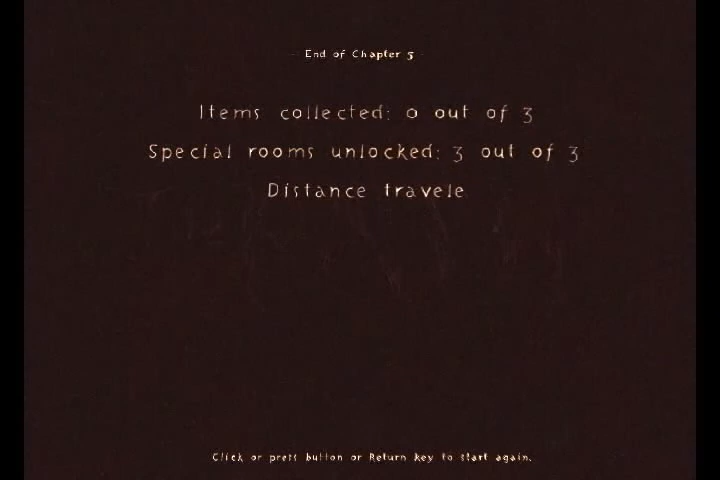 - End of Chapter 5 -
Items collected: 0 out of 3
Special rooms unlocked: 3 out of 3
Distance travele
Click or press button or Return key to start again.